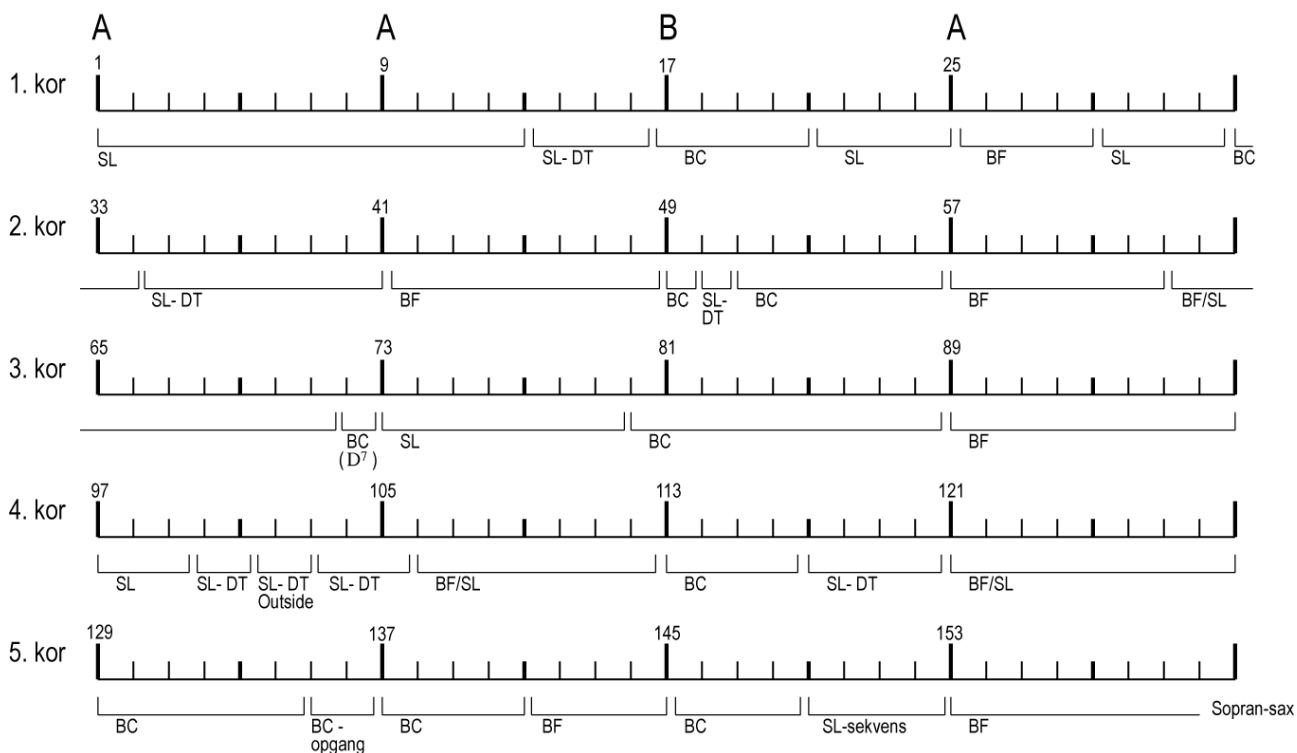 A A B A
1 9 17 25
1. kor
SL SL- DT BC SL BF SL BC
33 41 49 57
2. kor
SL- DT BF BC SL- BC BF BF/SL
DT
65 73 81 89
3. kor
BC SL BC BF
(D⁷)
97 105 113 121
4. kor
SL SL- DT SL- DT SL- DT BF/SL BC SL- DT BF/SL
Outside
129 137 145 153
5. kor
Sopran-sax
BC BC - BC BF BC SL-sekvens BF
opgang